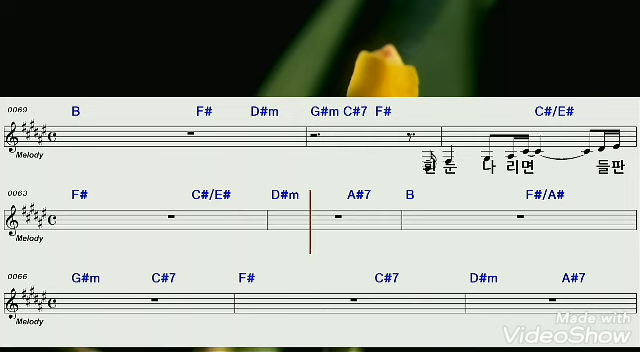 0069
B F# D#m G#m C#7 F# C#/E#
Melody
흰 눈 나 리면 들판
0063
F# C#/E# D#m A#7 B F#/A#
Melody
0066
G#m C#7 F# C#7 D#m A#7
Melody
Made with
VideoShow